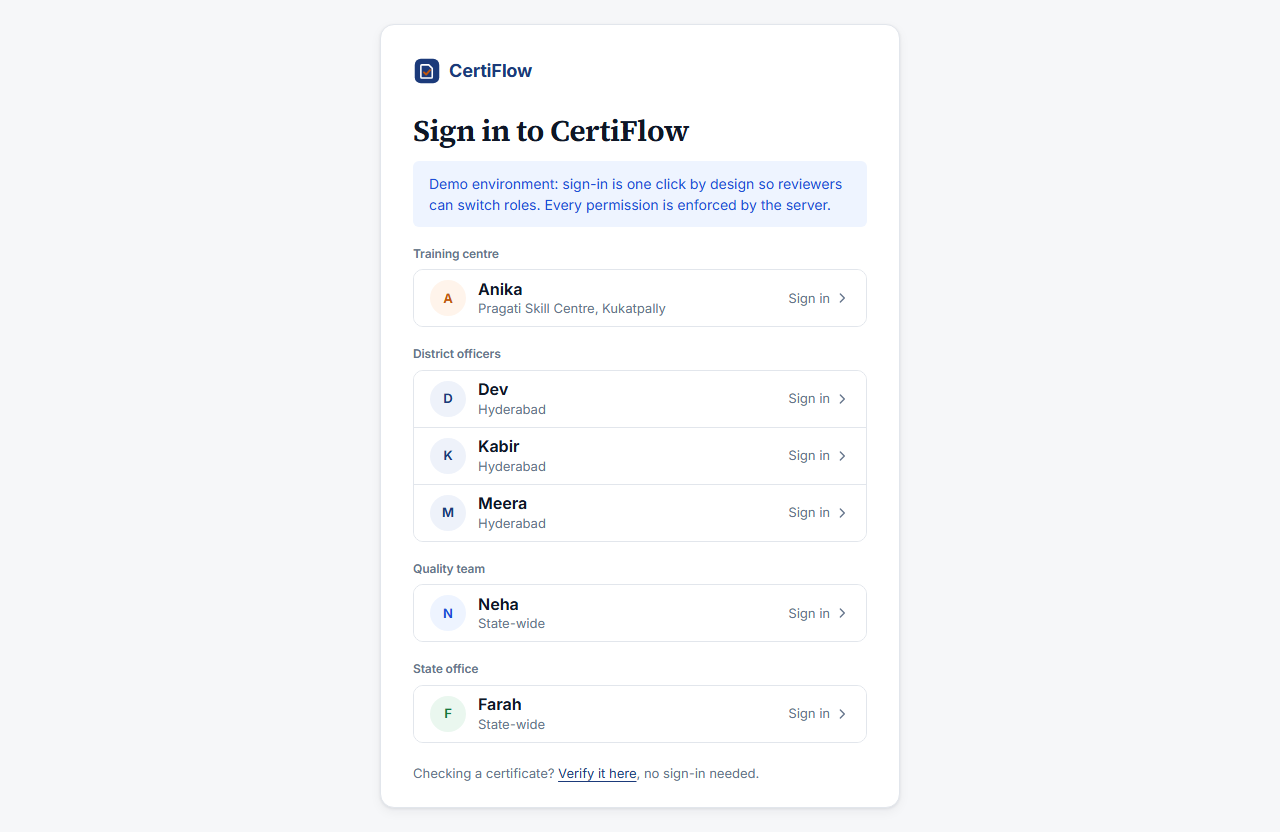 CertiFlow
Sign in to CertiFlow
Demo environment: sign-in is one click by design so reviewers
can switch roles. Every permission is enforced by the server.
Training centre
A
Anika
Pragati Skill Centre, Kukatpally
Sign in
District officers
D
Dev
Hyderabad
Sign in
K
Kabir
Hyderabad
Sign in
M
Meera
Hyderabad
Sign in
Quality team
N
Neha
State-wide
Sign in
State office
F
Farah
State-wide
Sign in
Checking a certificate? Verify it here, no sign-in needed.